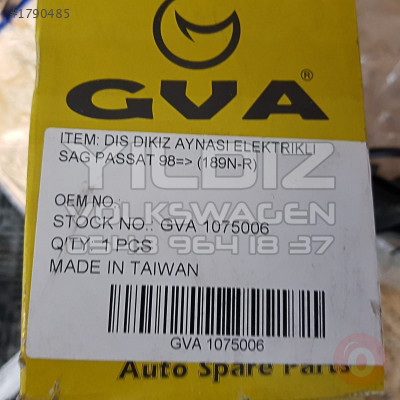 #1790485
GVA®
ITEM: DIS DIKIZ AYNASI ELEKTRIKLI
SAG PASSAT 98=> (189N-R)
YILDIZ
OEM NO.:
VOLKSWAGEN
STOCK NO.: GVA 1075006
Q'TY: 1 PCS
0538 964 18 37
MADE IN TAIWAN
GVA 1075006
Auto Spare Parts